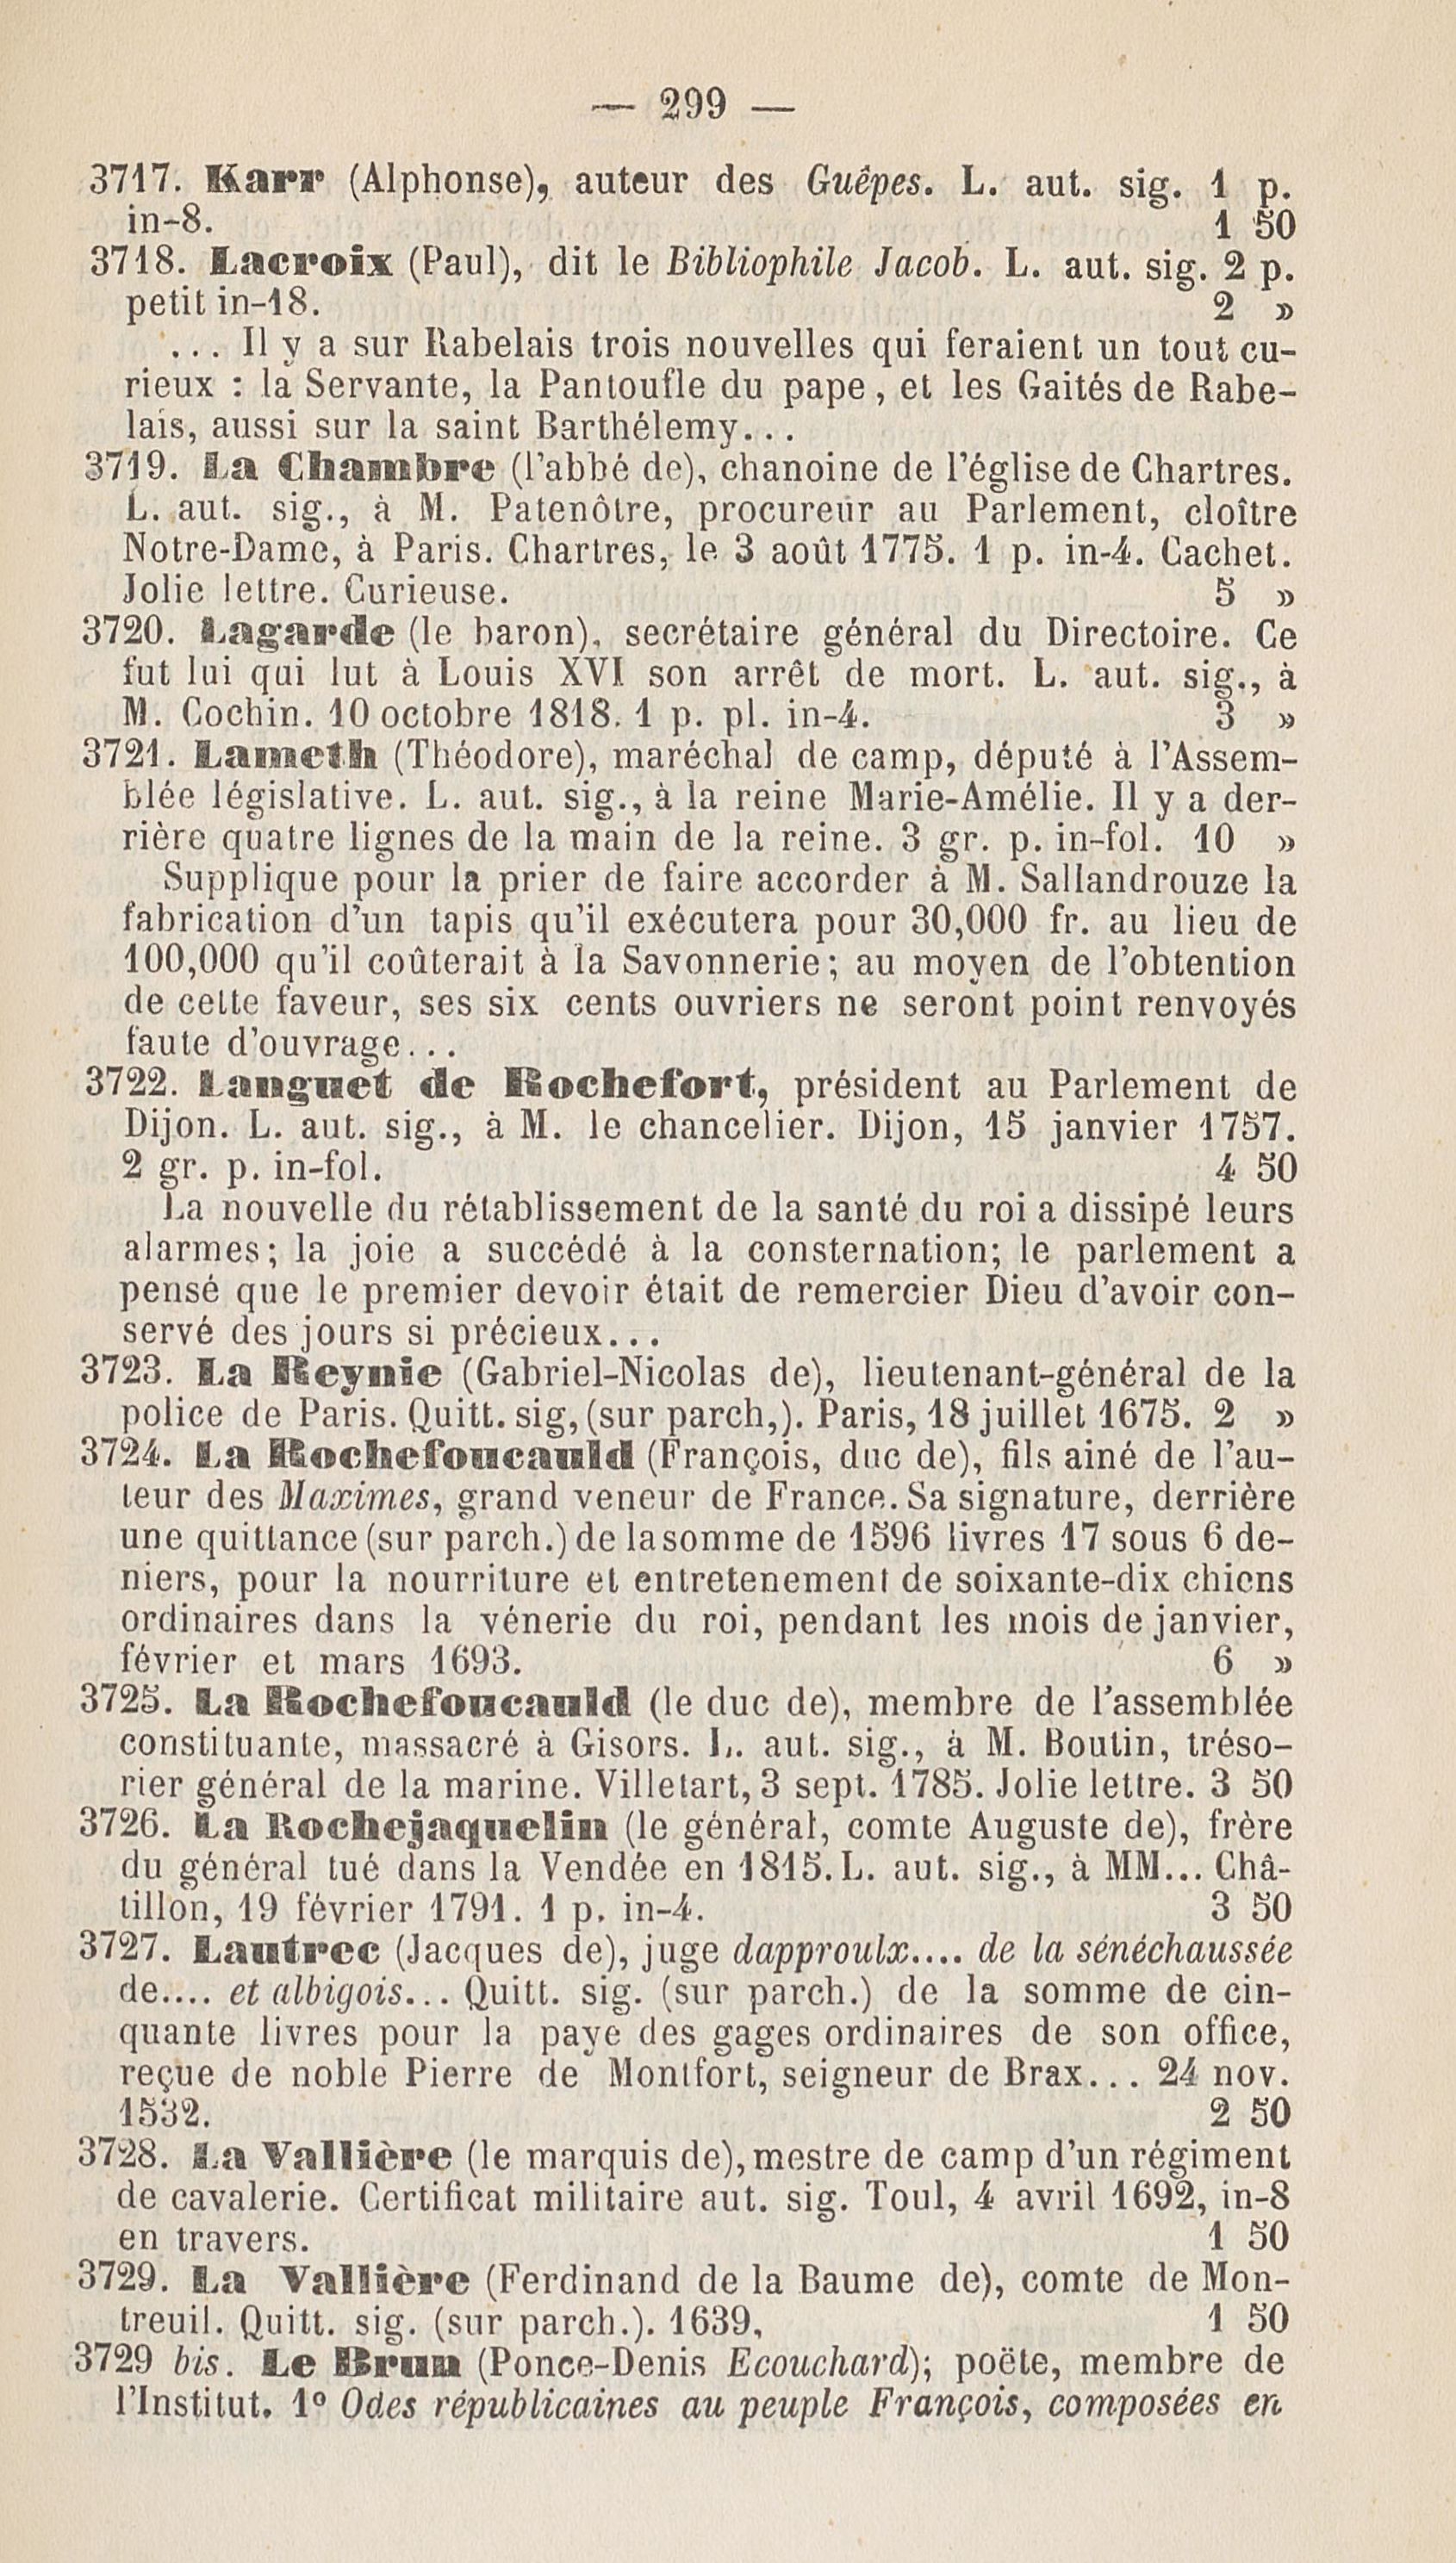 — 299 —
3717. Karr (Alphonse), auteur des Guêpes. L. aut. sig. 1 p.
in-8. 1 50
3718. Lacroix (Paul), dit le Bibliophile Jacob. L. aut. sig. 2 p.
petit in-18. 2 »
... Il y a sur Rabelais trois nouvelles qui feraient un tout cu-
rieux : la Servante, la Pantoufle du pape, et les Gaités de Rabe-
lais, aussi sur la saint Barthélemy...
3719. La Chambre (l'abbé de), chanoine de l'église de Chartres.
L. aut. sig., à M. Patenôtre, procureur au Parlement, cloître
Notre-Dame, à Paris. Chartres, le 3 août 1775. 1 p. in-4. Cachet.
Jolie lettre. Curieuse. 5 »
3720. Lagarde (le baron), secrétaire général du Directoire. Ce
fut lui qui lut à Louis XVI son arrêt de mort. L. aut. sig., à
M. Cochin. 10 octobre 1818. 1 p. pl. in-4. 3 »
3721. Lameth (Théodore), maréchal de camp, député à l'Assem-
blée législative. L. aut. sig., à la reine Marie-Amélie. Il y a der-
rière quatre lignes de la main de la reine. 3 gr. p. in-fol. 10 »
Supplique pour la prier de faire accorder à M. Sallandrouze la
fabrication d'un tapis qu'il exécutera pour 30,000 fr. au lieu de
100,000 qu'il coûterait à la Savonnerie; au moyen de l'obtention
de cette faveur, ses six cents ouvriers ne seront point renvoyés
faute d'ouvrage...
3722. Languet de Rochefort, président au Parlement de
Dijon. L. aut. sig., à M. le chancelier. Dijon, 15 janvier 1757.
2 gr. p. in-fol. 4 50
La nouvelle du rétablissement de la santé du roi a dissipé leurs
alarmes; la joie a succédé à la consternation; le parlement a
pensé que le premier devoir était de remercier Dieu d'avoir con-
servé des jours si précieux...
3723. La Reynie (Gabriel-Nicolas de), lieutenant-général de la
police de Paris. Quitt. sig, (sur parch,). Paris, 18 juillet 1675. 2 »
3724. La Rochefoucauld (François, duc de), fils ainé de l'au-
teur des Maximes, grand veneur de France. Sa signature, derrière
une quittance (sur parch.) de la somme de 1596 livres 17 sous 6 de-
niers, pour la nourriture et entretenement de soixante-dix chiens
ordinaires dans la vénerie du roi, pendant les mois de janvier,
février et mars 1693. 6 »
3725. La Rochefoucauld (le duc de), membre de l'assemblée
constituante, massacré à Gisors. L. aut. sig., à M. Boutin, tréso-
rier général de la marine. Villetart, 3 sept. 1785. Jolie lettre. 3 50
3726. La Rochejaquelin (le général, comte Auguste de), frère
du général tué dans la Vendée en 1815. L. aut. sig., à MM... Châ-
tillon, 19 février 1791. 1 p. in-4. 3 50
3727. Lautrec (Jacques de), juge dapproulx.... de la sénéchaussée
de.... et albigois... Quitt. sig. (sur parch.) de la somme de cin-
quante livres pour la paye des gages ordinaires de son office,
reçue de noble Pierre de Montfort, seigneur de Brax... 24 nov.
1532. 2 50
3728. La Vallière (le marquis de), mestre de camp d'un régiment
de cavalerie. Certificat militaire aut. sig. Toul, 4 avril 1692, in-8
en travers. 1 50
3729. La Vallière (Ferdinand de la Baume de), comte de Mon-
treuil. Quitt. sig. (sur parch.). 1639, 1 50
3729 bis. Le Brun (Ponce-Denis Ecouchard); poëte, membre de
l'Institut. 1º Odes républicaines au peuple François, composées en